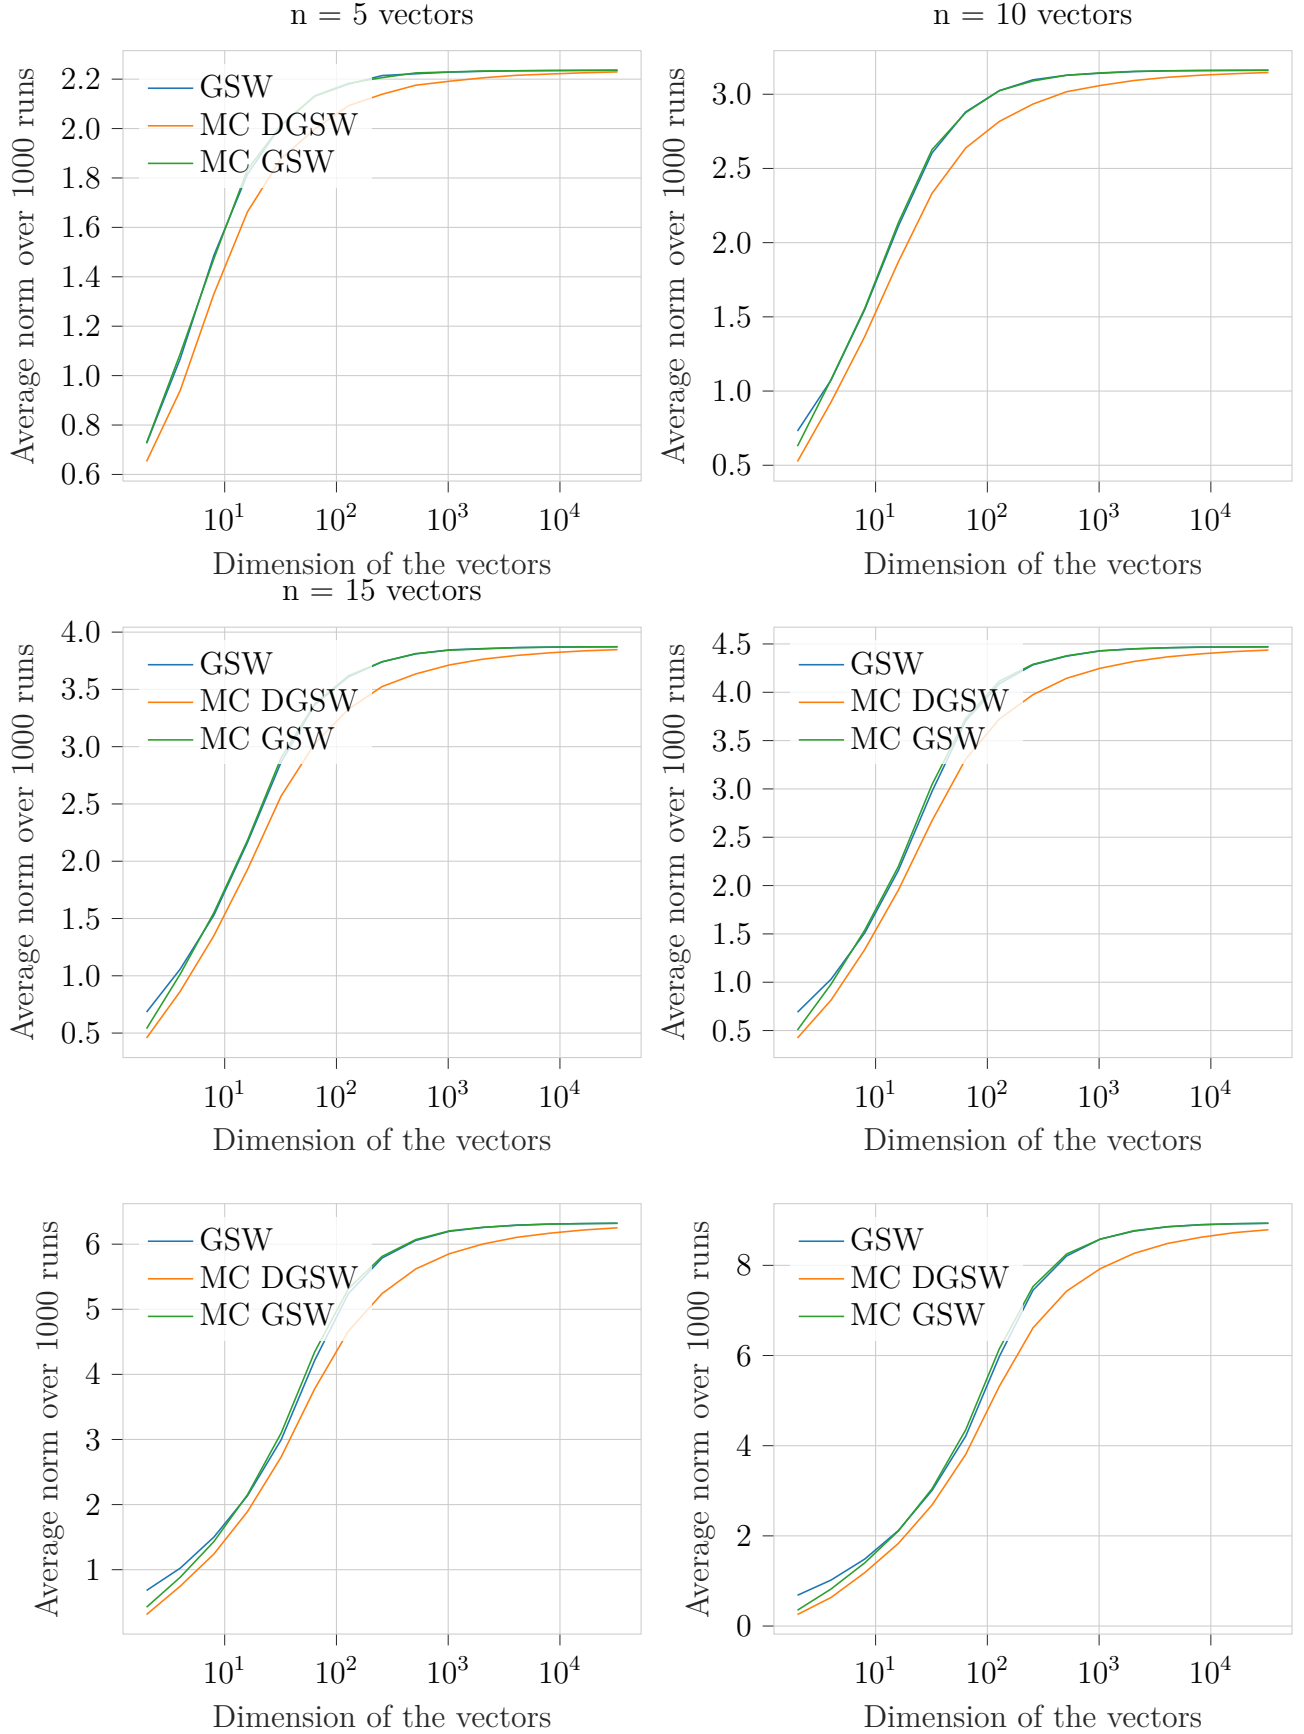 n = 5 vectors
Average norm over 1000 runs
2.2
2.0
1.8
1.6
1.4
1.2
1.0
0.8
0.6
GSW
MC DGSW
MC GSW
10¹ 10² 10³ 10⁴
Dimension of the vectors
n = 10 vectors
Average norm over 1000 runs
3.0
2.5
2.0
1.5
1.0
0.5
10¹ 10² 10³ 10⁴
Dimension of the vectors
n = 15 vectors
Average norm over 1000 runs
4.0
3.5
3.0
2.5
2.0
1.5
1.0
0.5
GSW
MC DGSW
MC GSW
10¹ 10² 10³ 10⁴
Dimension of the vectors
Average norm over 1000 runs
4.5
4.0
3.5
3.0
2.5
2.0
1.5
1.0
0.5
GSW
MC DGSW
MC GSW
10¹ 10² 10³ 10⁴
Dimension of the vectors
Average norm over 1000 runs
6
5
4
3
2
1
GSW
MC DGSW
MC GSW
10¹ 10² 10³ 10⁴
Dimension of the vectors
Average norm over 1000 runs
8
6
4
2
0
GSW
MC DGSW
MC GSW
10¹ 10² 10³ 10⁴
Dimension of the vectors